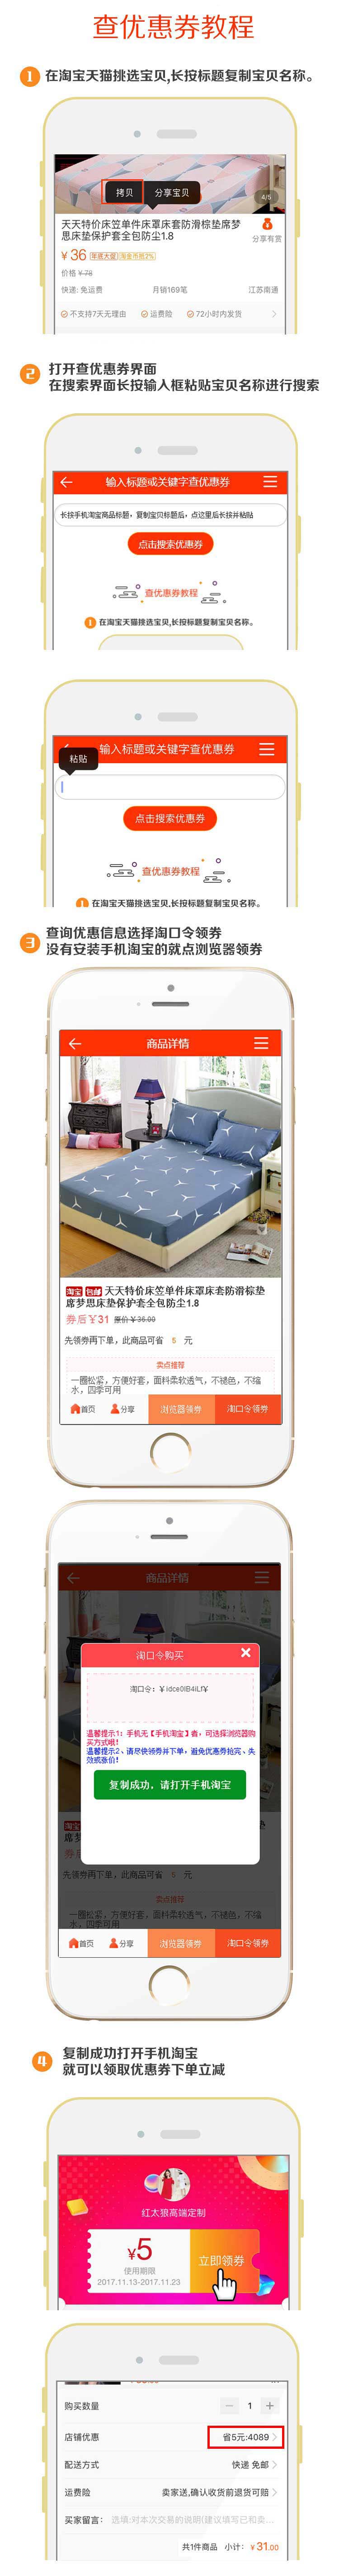 查优惠券教程
1 在淘宝天猫挑选宝贝,长按标题复制宝贝名称。
拷贝 分享宝贝
4/5
天天特价床笠单件床罩床套防滑棕垫席梦
思床垫保护套全包防尘1.8
分享有赏
¥36 年底大促 淘金币抵2%
价格 ¥78
快递: 免运费 月销169笔 江苏南通
不支持7天无理由 运费险 72小时内发货
2 打开查优惠券界面
在搜索界面长按输入框粘贴宝贝名称进行搜索
输入标题或关键字查优惠券
长按手机淘宝商品标题，复制宝贝标题后，点这里后长按并粘贴
点击搜索优惠券
查优惠券教程
1 在淘宝天猫挑选宝贝,长按标题复制宝贝名称。
粘贴
输入标题或关键字查优惠券
点击搜索优惠券
查优惠券教程
1 在淘宝天猫挑选宝贝,长按标题复制宝贝名称。
3 查询优惠信息选择淘口令领券
没有安装手机淘宝的就点浏览器领券
商品详情
淘宝 包邮 天天特价床笠单件床罩床套防滑棕垫
席梦思床垫保护套全包防尘1.8
券后￥31 原价￥36.00
先领券再下单，此商品可省 5 元
卖点推荐
一圈松紧，方便好套，面料柔软透气，不褪色，不缩
水，四季可用
首页 分享 浏览器领券 淘口令领券
商品详情
淘口令购买
淘口令：￥Idce0lB4iLf￥
温馨提示1：手机无【手机淘宝】者，可选择浏览器购
买方式哦！
温馨提示2、请尽快领券并下单，避免优惠券抢完、失
效或涨价！
复制成功，请打开手机淘宝
先领券再下单，此商品可省 5 元
卖点推荐
一圈松紧，方便好套，面料柔软透气，不褪色，不缩
水，四季可用
首页 分享 浏览器领券 淘口令领券
4 复制成功打开手机淘宝
就可以领取优惠券下单立减
红太狼高端定制
¥5
使用期限
2017.11.13-2017.11.23
立即领券
购买数量 1
店铺优惠 省5元:4089
配送方式 快递 免邮
运费险 卖家送,确认收货前退货可赔
买家留言： 选填:对本次交易的说明(建议填写已和卖...
共1件商品 小计: ¥31.00